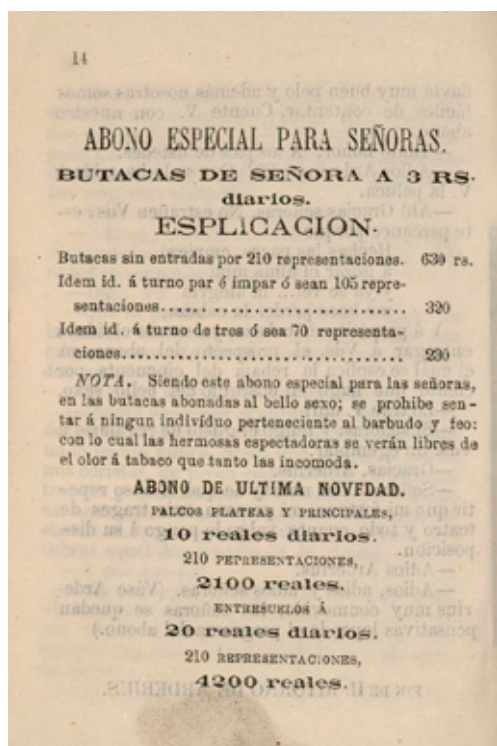 14
ABONO ESPECIAL PARA SEÑORAS.
BUTACAS DE SEÑORA A 3 RS.
diarios.
ESPLICACION.
Butacas sin entradas por 210 representaciones. 630 rs.
Idem id. á turno par ó impar ó sean 105 repre-
sentaciones........................... 320
Idem id. á turno de tres ó sea 70 representa-
ciones................................ 230
NOTA. Siendo este abono especial para las señoras,
en las butacas abonadas al bello sexo; se prohibe sen-
tar á ningun indivíduo perteneciente al barbudo y feo:
con lo cual las hermosas espectadoras se verán libres de
el olor á tabaco que tanto las incomoda.
ABONO DE ULTIMA NOVFDAD.
PALCOS PLATEAS Y PRINCIPALES,
10 reales diarios.
210 PEPRESENTACIONES,
2100 reales.
ENTRESUELOS Á
20 reales diarios.
210 REPRESENTACIONES,
4200 reales.